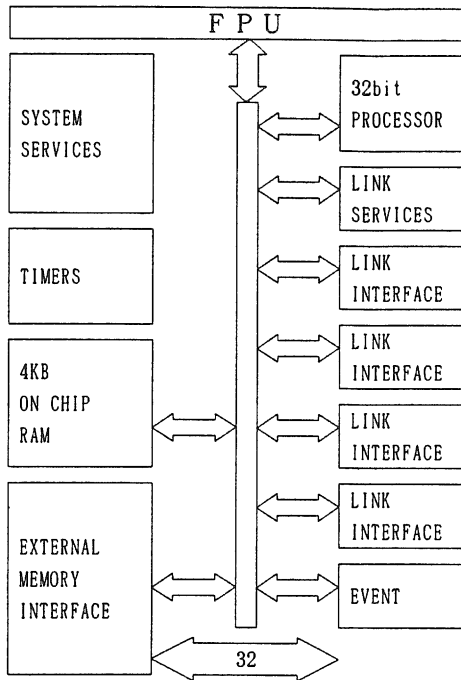 FPU
SYSTEM
SERVICES
TIMERS
4KB
ON CHIP
RAM
EXTERNAL
MEMORY
INTERFACE
32bit
PROCESSOR
LINK
SERVICES
LINK
INTERFACE
LINK
INTERFACE
LINK
INTERFACE
LINK
INTERFACE
EVENT
32